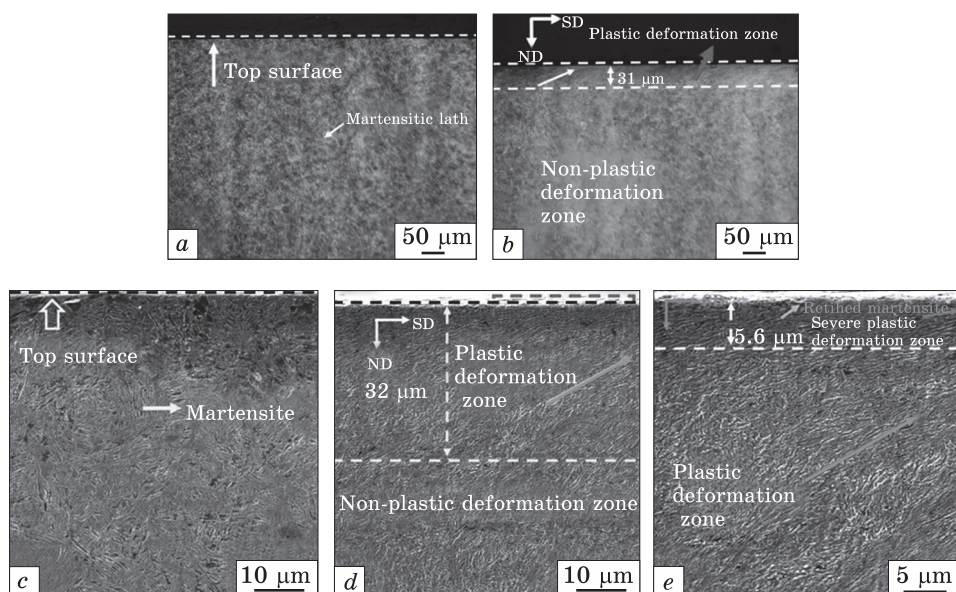 Top surface
Martensitic lath
a
50 μm
SD
ND
Plastic deformation zone
31 μm
Non-plastic
deformation
zone
b
50 μm
Top surface
Martensite
c
10 μm
SD
ND
32 μm
Plastic
deformation
zone
Non-plastic deformation zone
d
10 μm
Retihed martensite
Severe plastic
5.6 μm
deformation zone
Plastic
deformation
zone
e
5 μm